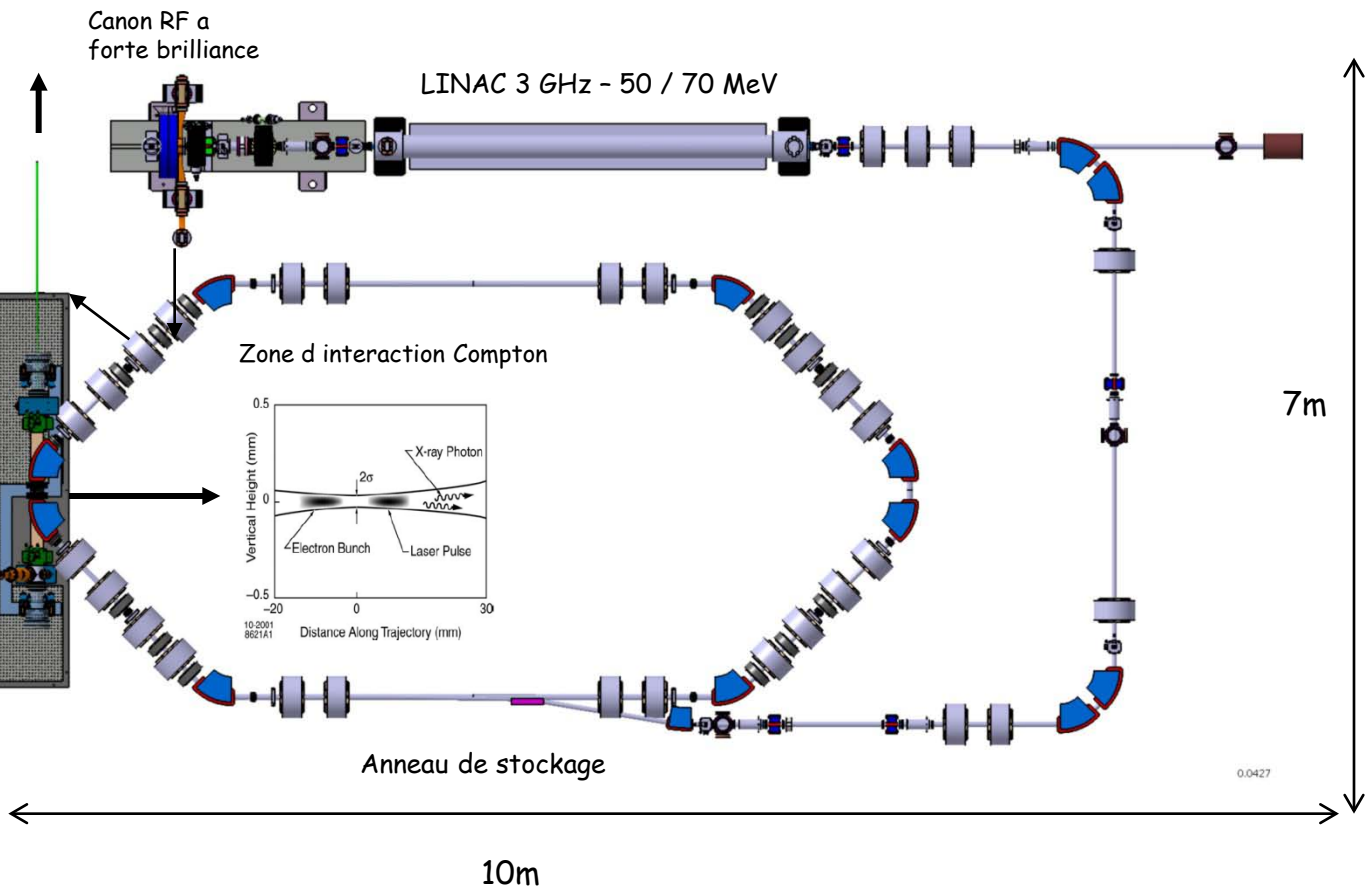 Canon RF a
forte brilliance
LINAC 3 GHz – 50 / 70 MeV
Zone d interaction Compton
0.5
0
–0.5
Vertical Height (mm)
2σ
X-ray Photon
Electron Bunch
Laser Pulse
–20
0
30
10-2001
8621A1
Distance Along Trajectory (mm)
7m
Anneau de stockage
0.0427
10m